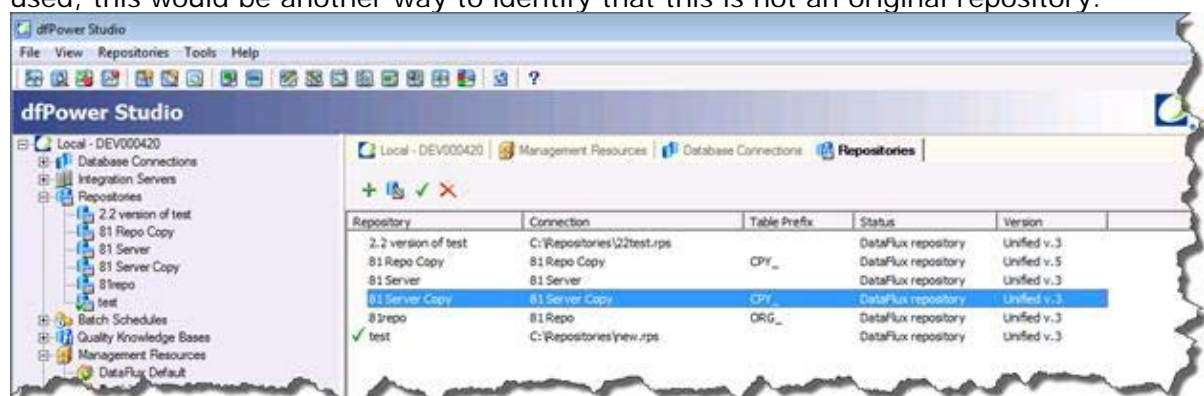 used, this would be another way to identify that this is not an original repository.
dfPower Studio
File View Repositories Tools Help
dfPower Studio
Local - DEV000420
Database Connections
Integration Servers
Repositories
2.2 version of test
81 Repo Copy
81 Server
81 Server Copy
81repo
test
Batch Schedules
Quality Knowledge Bases
Management Resources
DataFlux Default
Local - DEV000420 Management Resources Database Connections Repositories
Repository Connection Table Prefix Status Version
2.2 version of test C:\Repositories\22test.rps DataFlux repository Unified v.3
81 Repo Copy 81 Repo Copy CPY_ DataFlux repository Unified v.5
81 Server 81 Server DataFlux repository Unified v.3
81 Server Copy 81 Server Copy CPY_ DataFlux repository Unified v.3
81repo 81 Repo ORG_ DataFlux repository Unified v.3
test C:\Repositories\new.rps DataFlux repository Unified v.3